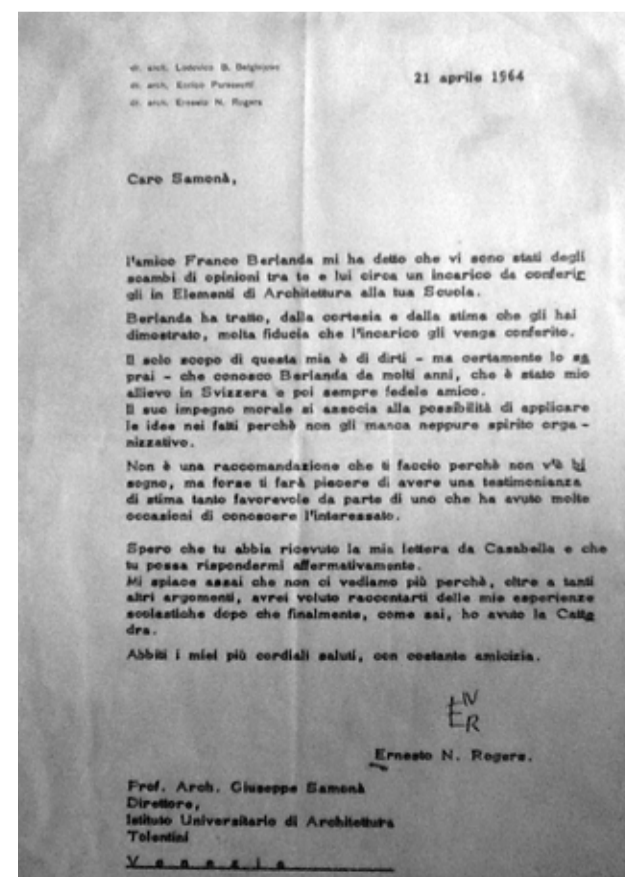 dr. arch. Lodovico B. Belgiojoso
dr. arch. Enrico Peressutti
dr. arch. Ernesto N. Rogers
21 aprile 1964
Caro Samonà,
l'amico Franco Berlanda mi ha detto che vi sono stati degli
scambi di opinioni tra te e lui circa un incarico da conferir
gli in Elementi di Architettura alla tua Scuola.
Berlanda ha tratto, dalla cortesia e dalla stima che gli hai
dimostrato, molta fiducia che l'incarico gli venga conferito.
Il solo scopo di questa mia è di dirti - ma certamente lo sa
prai - che conosco Berlanda da molti anni, che è stato mio
allievo in Svizzera e poi sempre fedele amico.
Il suo impegno morale si associa alla possibilità di applicare
le idee nei fatti perchè non gli manca neppure spirito orga -
nizzativo.
Non è una raccomandazione che ti faccio perchè non v'è bi
sogno, ma forse ti farà piacere di avere una testimonianza
di stima tanto favorevole da parte di uno che ha avuto molte
occasioni di conoscere l'interessato.
Spero che tu abbia ricevuto la mia lettera da Casabella e che
tu possa rispondermi affermativamente.
Mi spiace assai che non ci vediamo più perchè, oltre a tanti
altri argomenti, avrei voluto raccontarti delle mie esperienze
scolastiche dopo che finalmente, come sai, ho avuto la Catte
dra.
Abbiti i miei più cordiali saluti, con costante amicizia.
ENR
Ernesto N. Rogers.
Prof. Arch. Giuseppe Samonà
Direttore,
Istituto Universitario di Architettura
Tolentini
Venezia